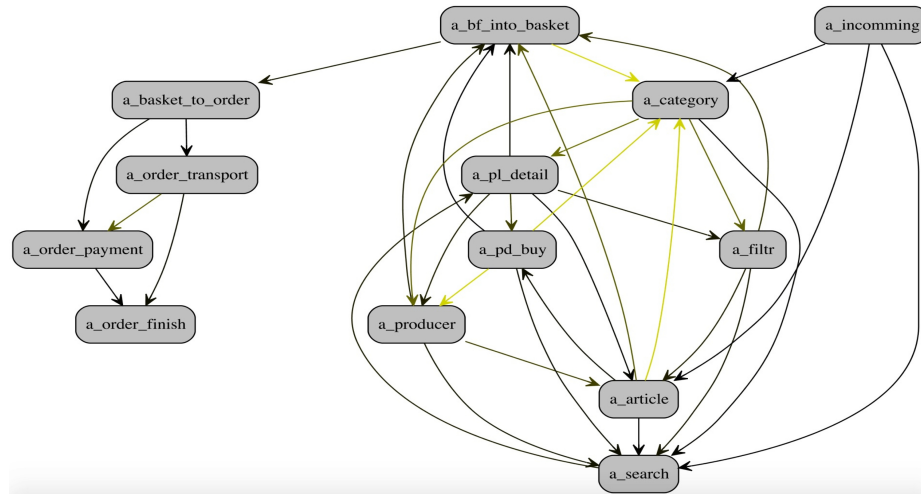 a_bf_into_basket
a_incomming
a_basket_to_order
a_category
a_order_transport
a_pl_detail
a_order_payment
a_pd_buy
a_filtr
a_order_finish
a_producer
a_article
a_search